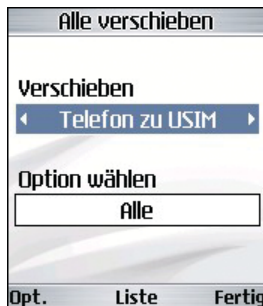 Alle verschieben
Verschieben
Telefon zu USIM
Option wählen
Alle
Opt. Liste Fertig